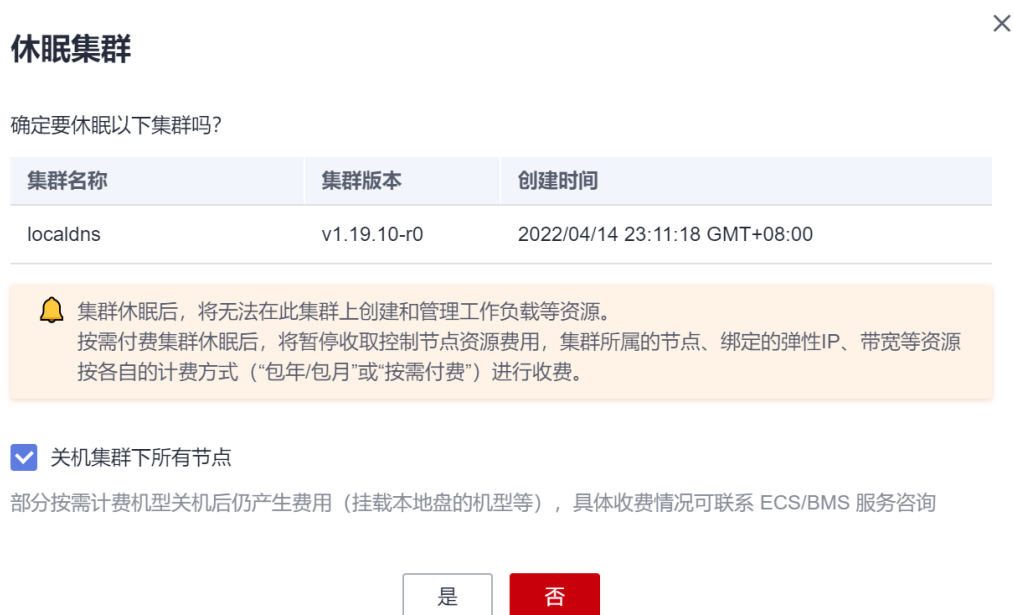 休眠集群
确定要休眠以下集群吗？
集群名称 集群版本 创建时间
localdns v1.19.10-r0 2022/04/14 23:11:18 GMT+08:00
集群休眠后，将无法在此集群上创建和管理工作负载等资源。
按需付费集群休眠后，将暂停收取控制节点资源费用，集群所属的节点、绑定的弹性IP、带宽等资源
按各自的计费方式（“包年/包月”或“按需付费”）进行收费。
关机集群下所有节点
部分按需计费机型关机后仍产生费用（挂载本地盘的机型等），具体收费情况可联系 ECS/BMS 服务咨询
是 否